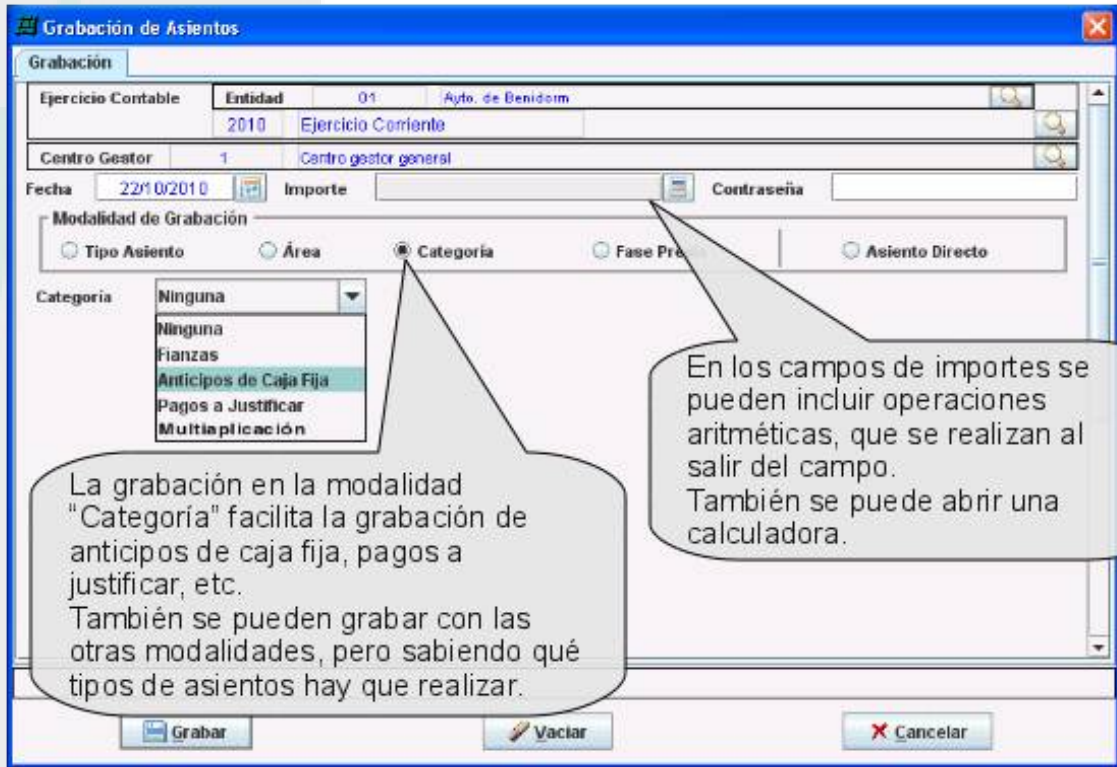 Grabación de Asientos
Grabación
Ejercicio Contable Entidad 01 Ayto. de Benidorm
2010 Ejercicio Corriente
Centro Gestor 1 Centro gestor general
Fecha 22/10/2010 Importe Contraseña
Modalidad de Grabación
Tipo Asiento Área Categoría Fase Asiento Directo
Categoría Ninguna
Ninguna
Fianzas
Anticipos de Caja Fija
Pagos a Justificar
Multiaplicación
En los campos de importes se
pueden incluir operaciones
aritméticas, que se realizan al
salir del campo.
También se puede abrir una
calculadora.
La grabación en la modalidad
"Categoría" facilita la grabación de
anticipos de caja fija, pagos a
justificar, etc.
También se pueden grabar con las
otras modalidades, pero sabiendo qué
tipos de asientos hay que realizar.
Grabar Vaciar Cancelar